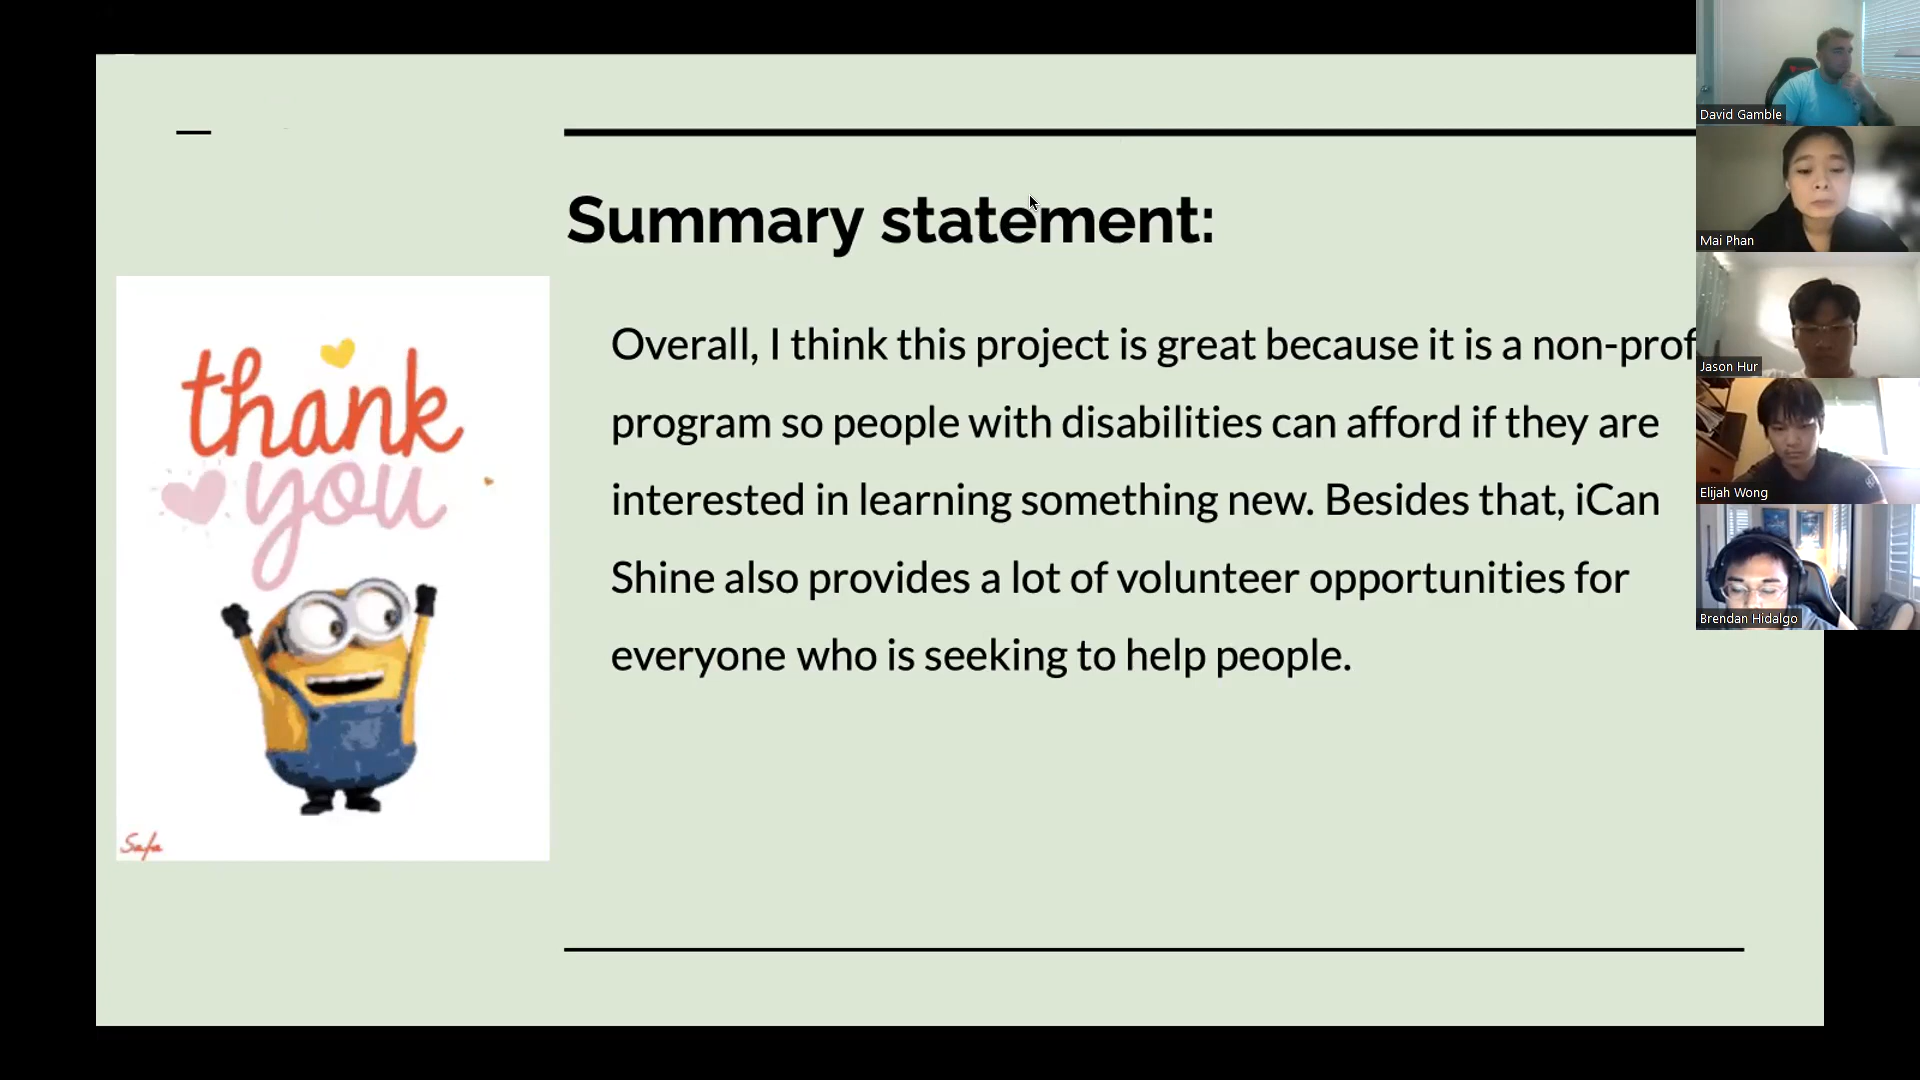 Summary statement:
Overall, I think this project is great because it is a non-prof
program so people with disabilities can afford if they are
interested in learning something new. Besides that, iCan
Shine also provides a lot of volunteer opportunities for
everyone who is seeking to help people.
thank
you
Safa
David Gamble
Mai Phan
Jason Hur
Elijah Wong
Brendan Hidalgo